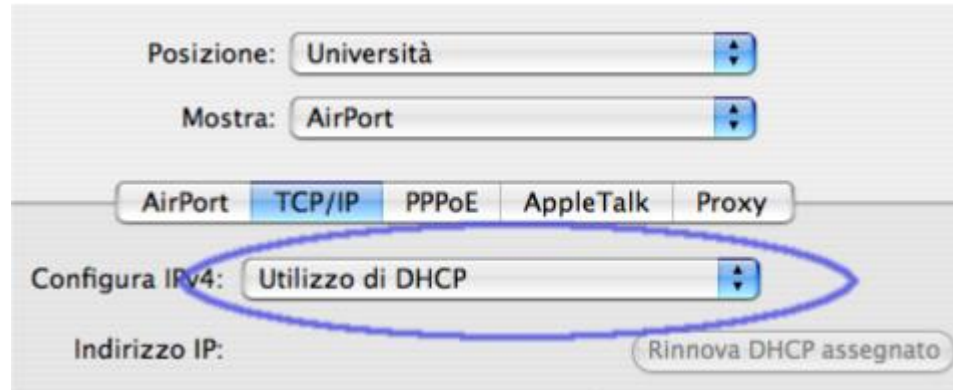 Posizione: Università
Mostra: AirPort
AirPort TCP/IP PPPoE AppleTalk Proxy
Configura IPv4: Utilizzo di DHCP
Indirizzo IP: Rinnova DHCP assegnato